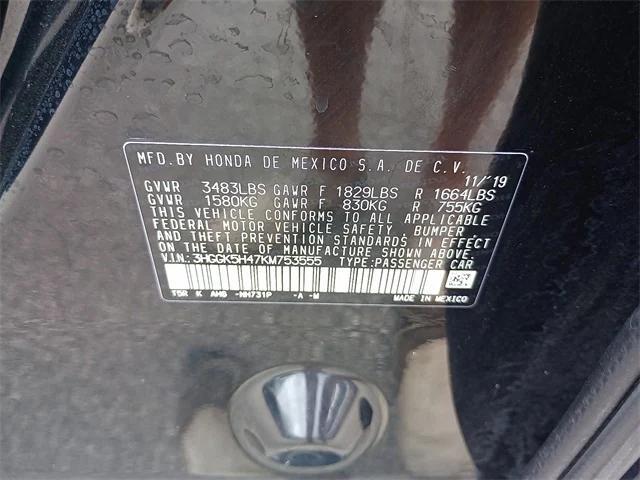 MFD.BY HONDA DE MEXICO S.A. DE C.V.
11/'19
GVWR 3483LBS GAWR F 1829LBS R 1664LBS
GVWR 1580KG GAWR F 830KG R 755KG
THIS VEHICLE CONFORMS TO ALL APPLICABLE
FEDERAL MOTOR VEHICLE SAFETY, BUMPER,
AND THEFT PREVENTION STANDARDS IN EFFECT
ON THE DATE OF MANUFACTURE SHOWN ABOVE.
V.I.N.: 3HGGK5H47KM753555 TYPE:PASSENGER CAR
T5R K AH6 -NH731P -A -M
MADE IN MEXICO